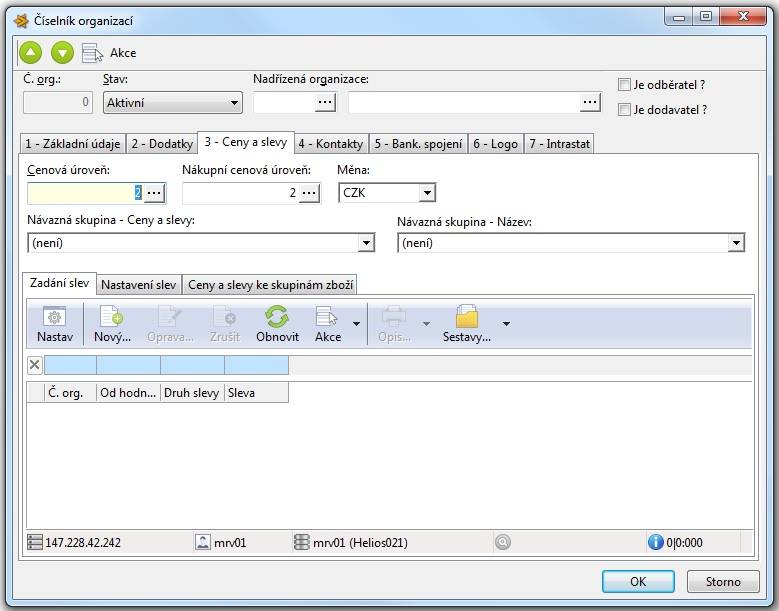 Číselník organizací
Akce
Č. org.: Stav: Nadřízená organizace:
0 Aktivní ... ... Je odběratel ?
Je dodavatel ?
1 - Základní údaje 2 - Dodatky 3 - Ceny a slevy 4 - Kontakty 5 - Bank. spojení 6 - Logo 7 - Intrastat
Cenová úroveň: Nákupní cenová úroveň: Měna:
2 ... 2 ... CZK
Návazná skupina - Ceny a slevy: Návazná skupina - Název:
(není) (není)
Zadání slev Nastavení slev Ceny a slevy ke skupinám zboží
Nastav Nový... Oprava... Zrušit Obnovit Akce Opis... Sestavy...
Č. org. Od hodn... Druh slevy Sleva
147.228.42.242 mrv01 mrv01 (Helios021) 0|0:000
OK Storno